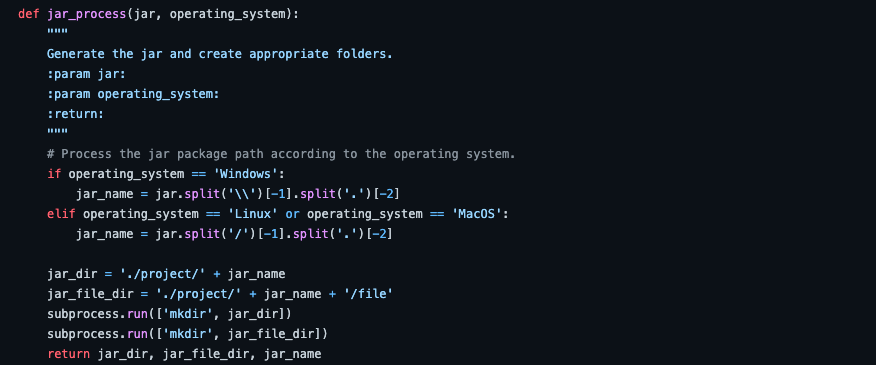 def jar_process(jar, operating_system):
    """
    Generate the jar and create appropriate folders.
    :param jar:
    :param operating_system:
    :return:
    """
    # Process the jar package path according to the operating system.
    if operating_system == 'Windows':
        jar_name = jar.split('\\')[-1].split('.')[-2]
    elif operating_system == 'Linux' or operating_system == 'MacOS':
        jar_name = jar.split('/')[-1].split('.')[-2]

    jar_dir = './project/' + jar_name
    jar_file_dir = './project/' + jar_name + '/file'
    subprocess.run(['mkdir', jar_dir])
    subprocess.run(['mkdir', jar_file_dir])
    return jar_dir, jar_file_dir, jar_name